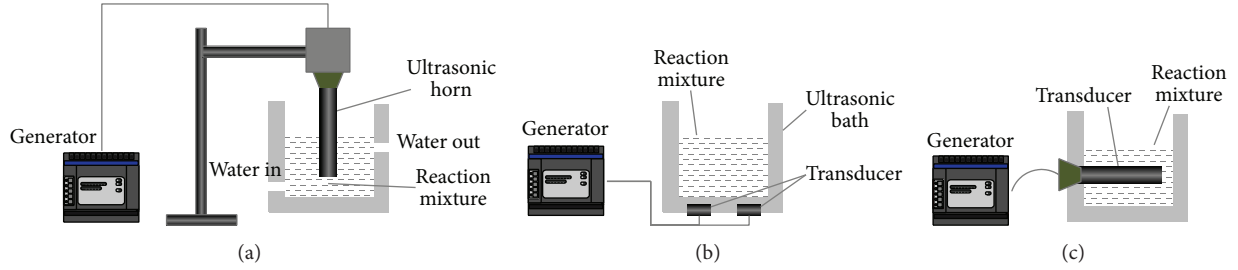 Generator
Ultrasonic
horn
Water in
Water out
Reaction
mixture
(a)
Generator
Reaction
mixture
Ultrasonic
bath
Transducer
(b)
Generator
Transducer
Reaction
mixture
(c)